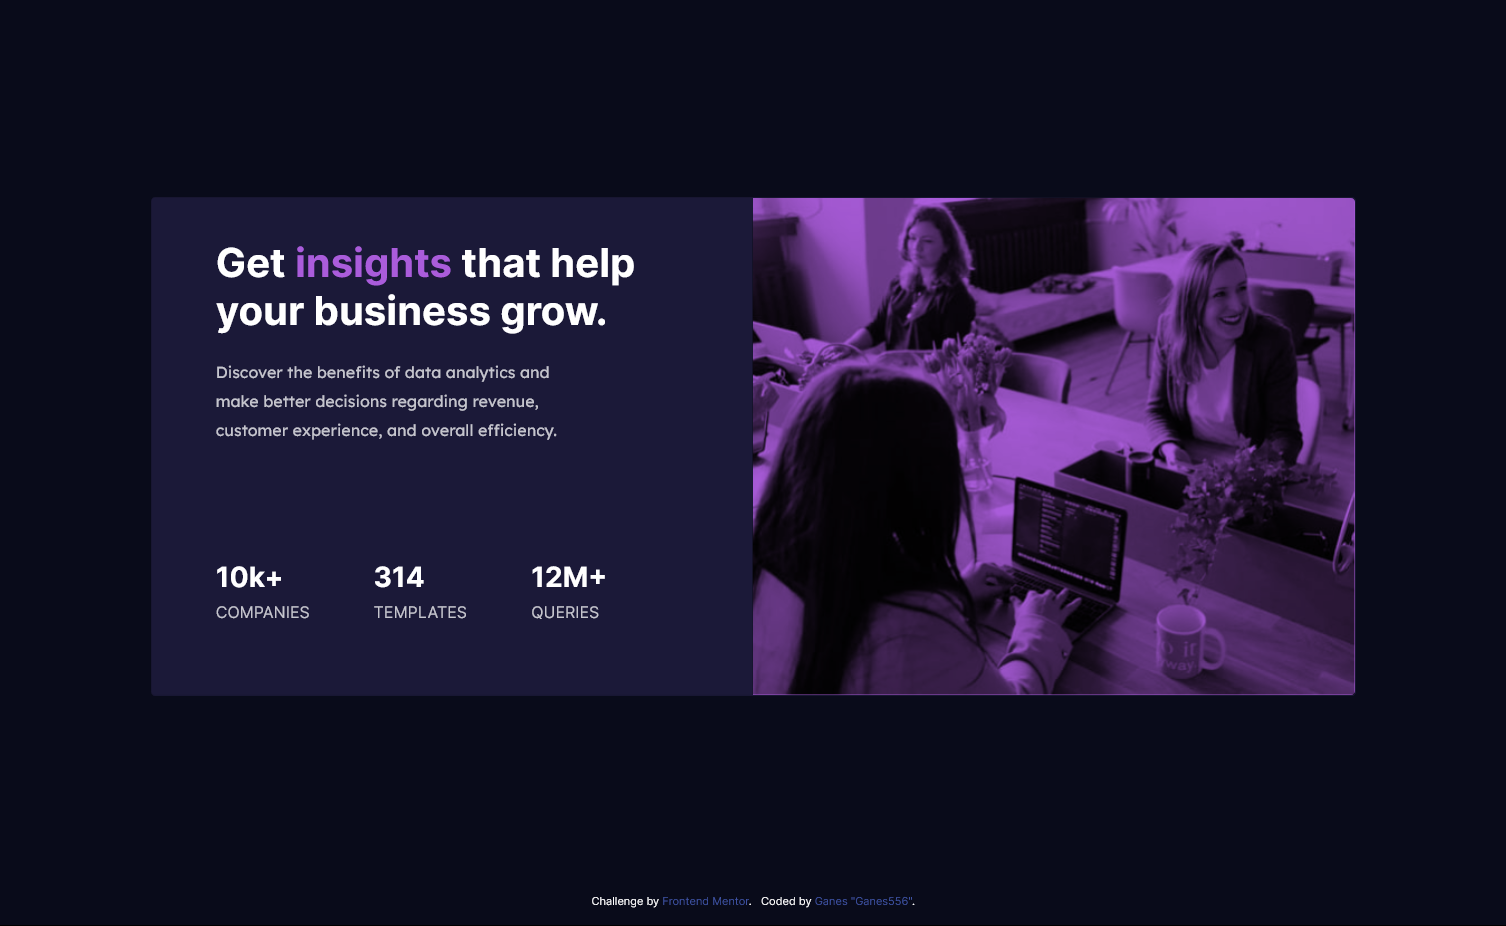 Get insights that help
your business grow.
Discover the benefits of data analytics and
make better decisions regarding revenue,
customer experience, and overall efficiency.
10k+ 314 12M+
COMPANIES TEMPLATES QUERIES
Challenge by Frontend Mentor. Coded by Ganes "Ganes556".